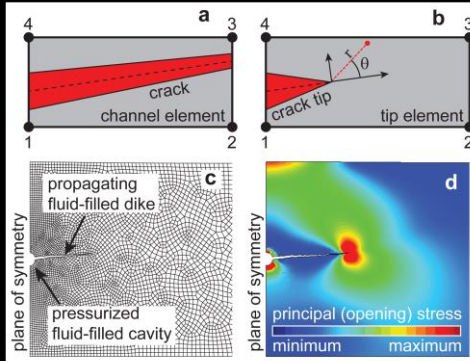 a
4
3
crack
channel element
1
2
b
4
3
r
θ
crack tip
tip element
1
2
c
propagating
fluid-filled dike
plane of symmetry
pressurized
fluid-filled cavity
d
plane of symmetry
principal (opening) stress
minimum maximum